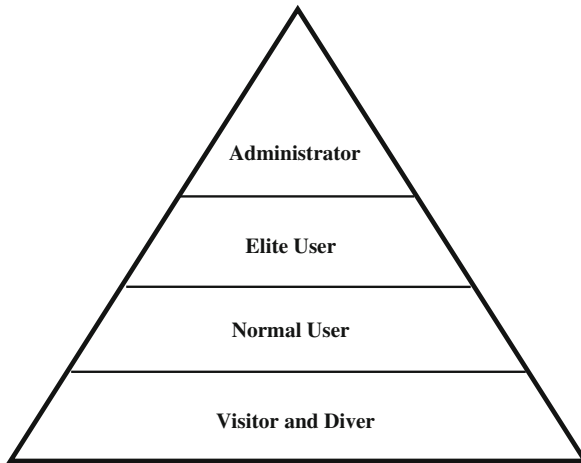 Administrator
Elite User
Normal User
Visitor and Diver